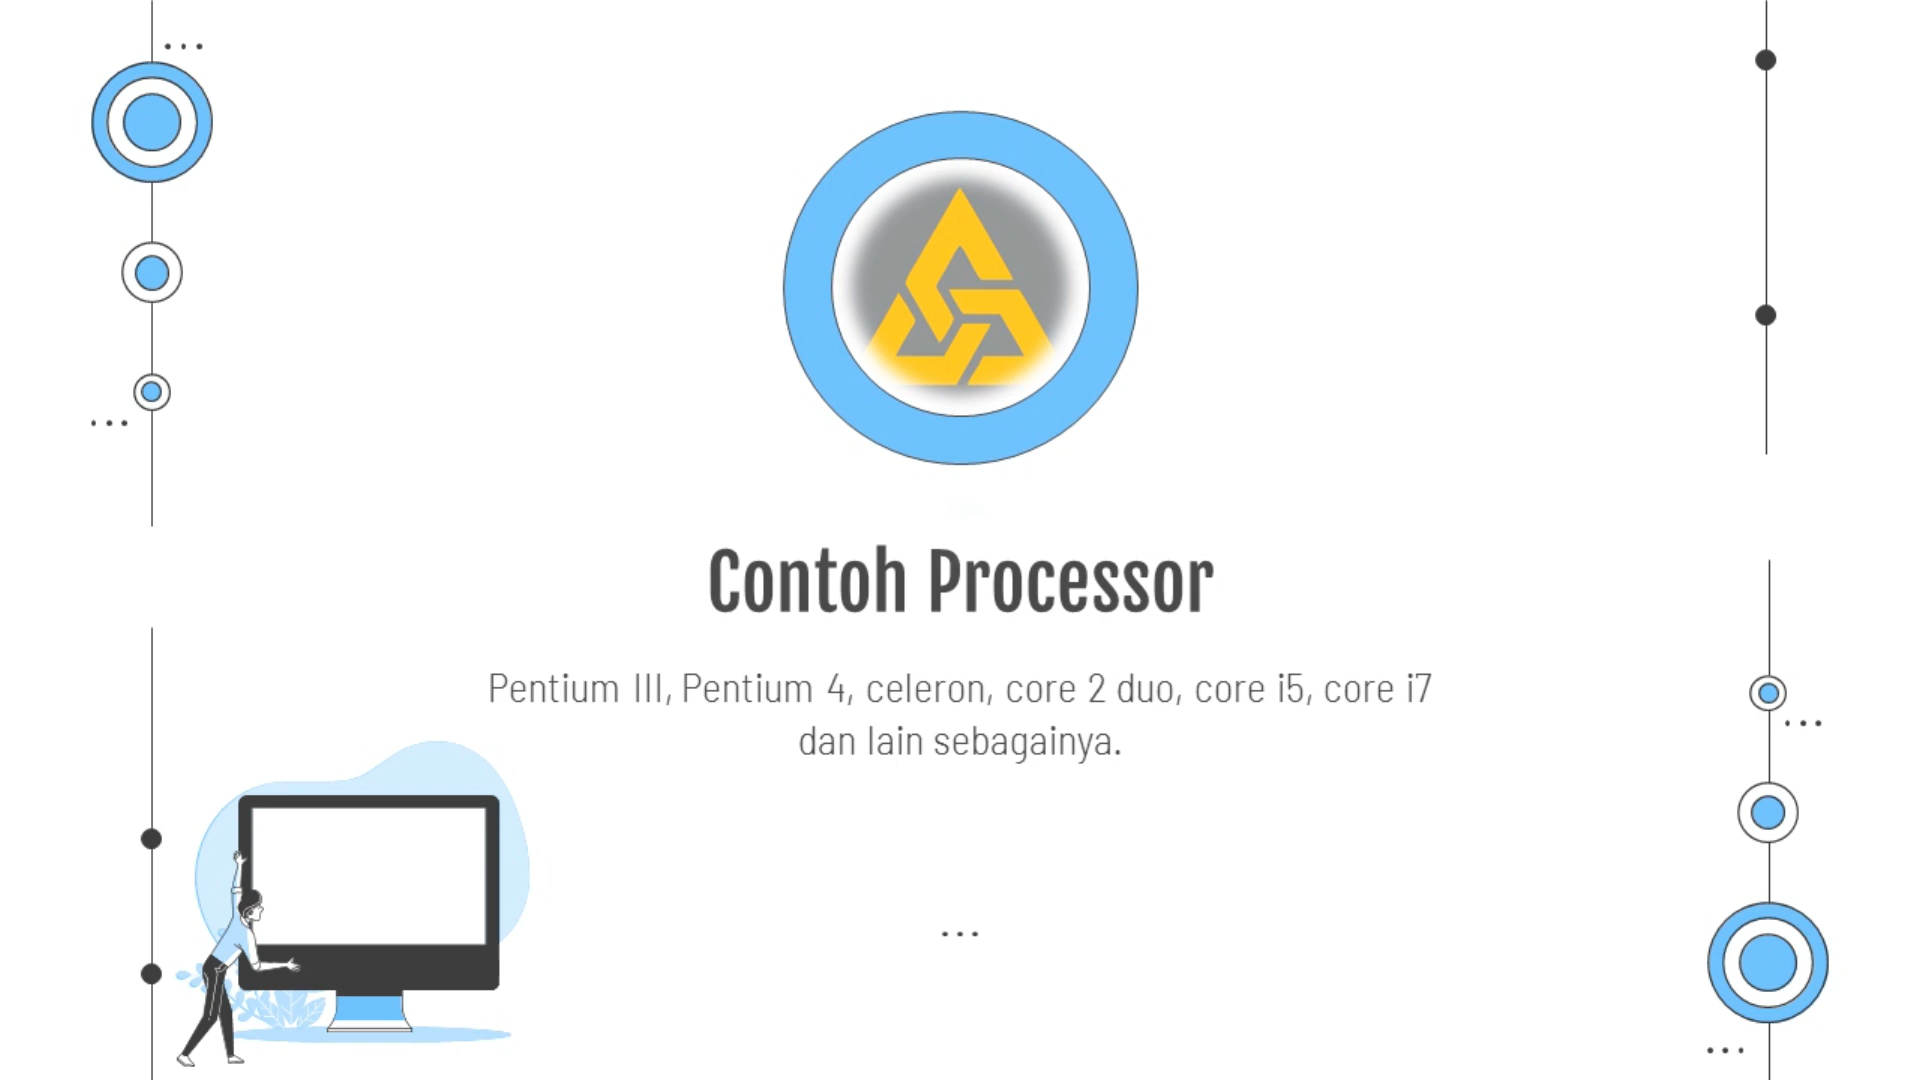 Contoh Processor
Pentium III, Pentium 4, celeron, core 2 duo, core i5, core i7
dan lain sebagainya.